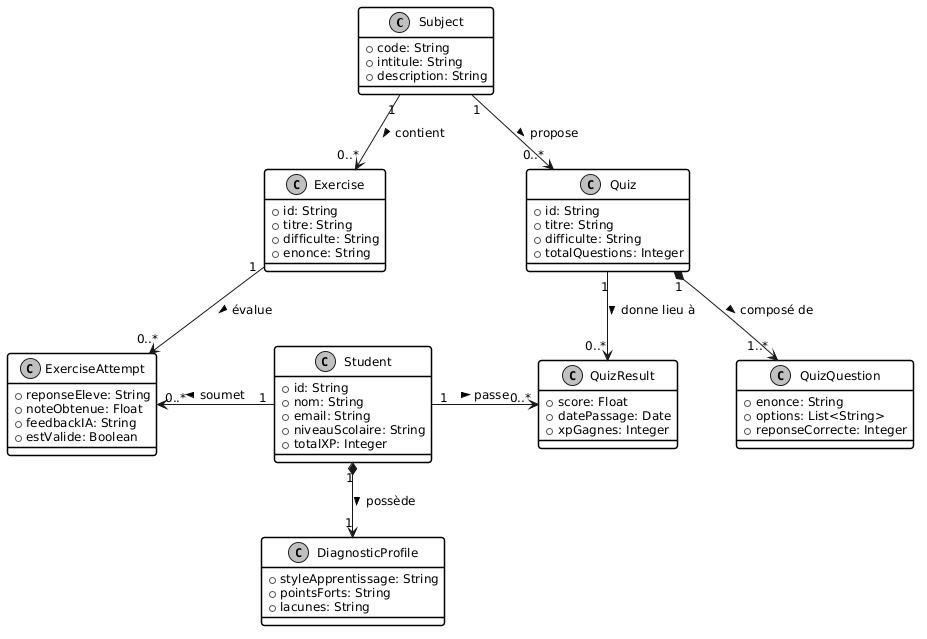 C Subject
code: String
intitule: String
description: String
1
1
contient
propose
0..*
0..*
C Exercise
id: String
titre: String
difficulte: String
enonce: String
C Quiz
id: String
titre: String
difficulte: String
totalQuestions: Integer
1
1
1
évalue
donne lieu à
composé de
0..*
0..*
1..*
C ExerciseAttempt
reponseEleve: String
noteObtenue: Float
feedbackIA: String
estValide: Boolean
0..*
soumet
1
C Student
id: String
nom: String
email: String
niveauScolaire: String
totalXP: Integer
1
passe
0..*
C QuizResult
score: Float
datePassage: Date
xpGagnes: Integer
C QuizQuestion
enonce: String
options: List<String>
reponseCorrecte: Integer
1
possède
1
C DiagnosticProfile
styleApprentissage: String
pointsForts: String
lacunes: String